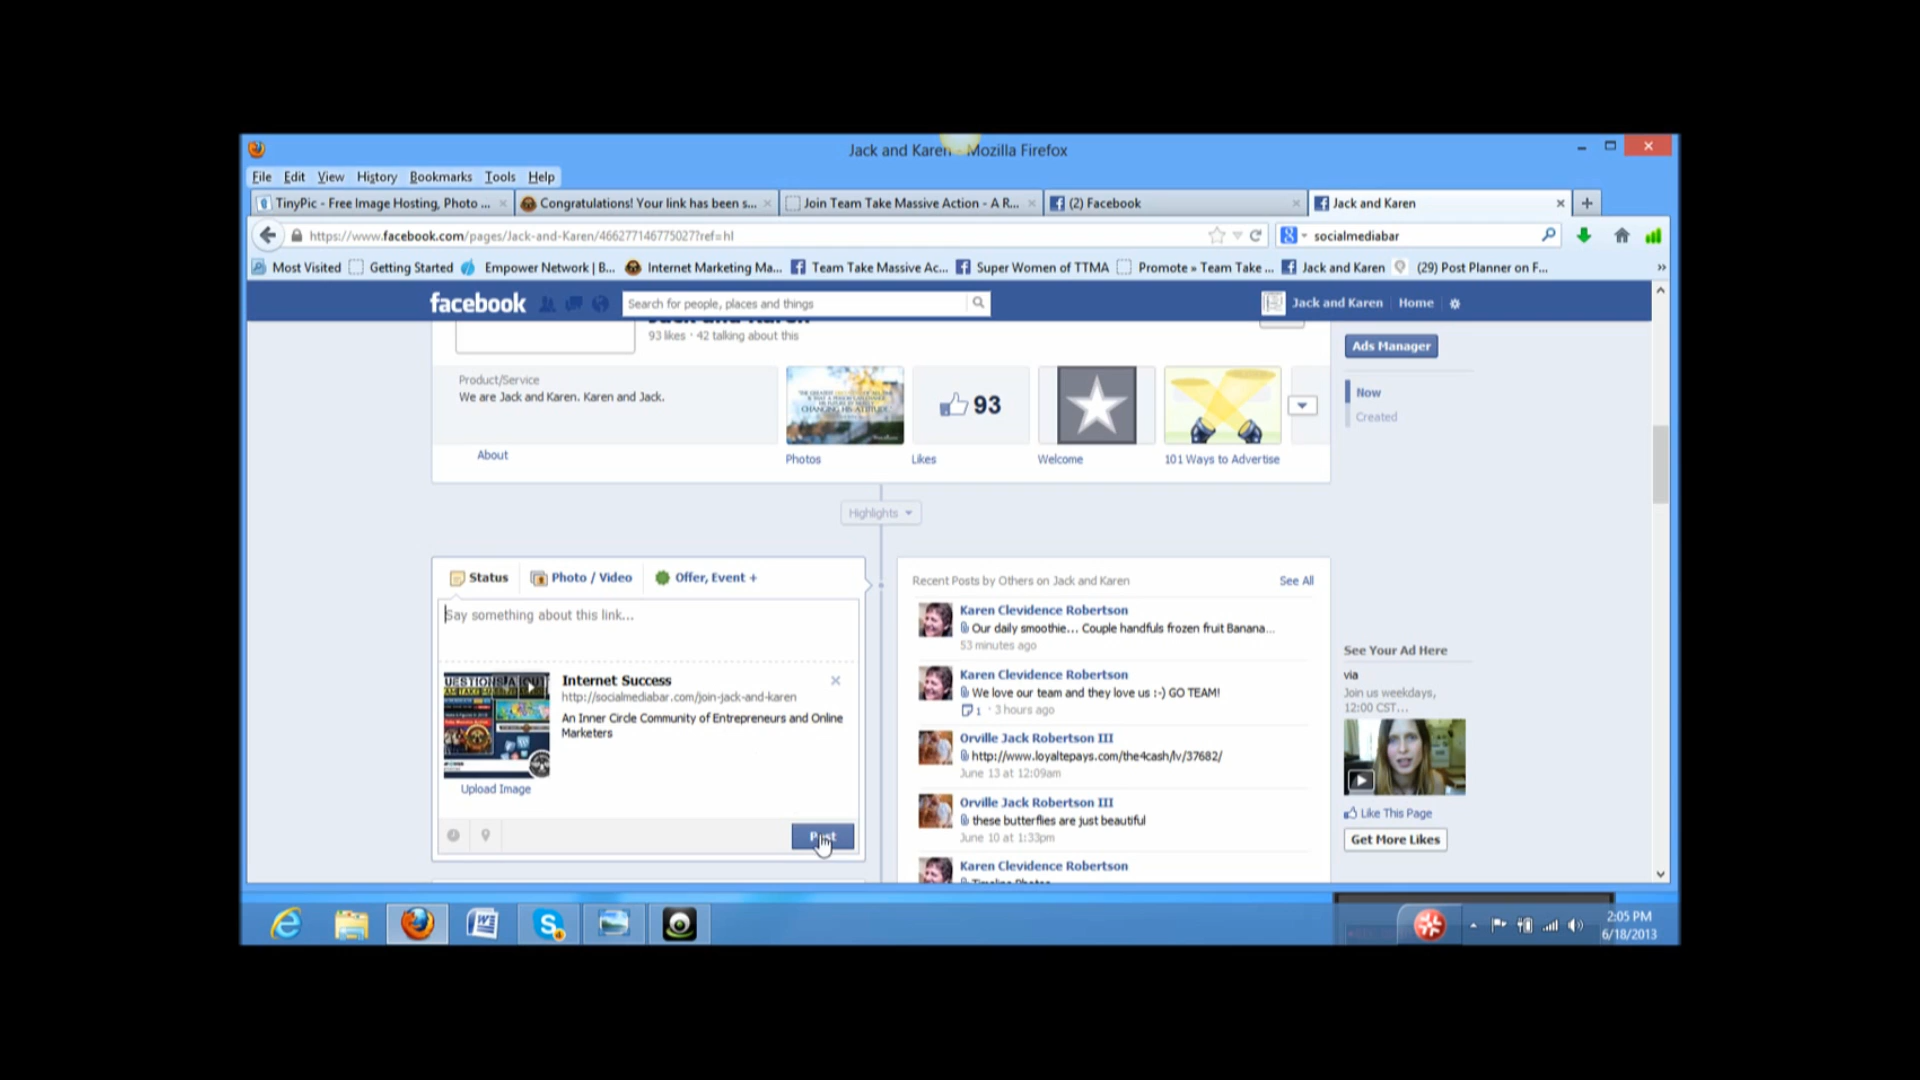 Jack and Karen - Mozilla Firefox
File Edit View History Bookmarks Tools Help
TinyPic - Free Image Hosting, Photo ...
Congratulations! Your link has been s...
Join Team Take Massive Action - A R...
(2) Facebook
Jack and Karen
https://www.facebook.com/pages/Jack-and-Karen/466277146775027?ref=hl
socialmediabar
Most Visited
Getting Started
Empower Network | B...
Internet Marketing Ma...
Team Take Massive Ac...
Super Women of TTMA
Promote » Team Take ...
Jack and Karen
(29) Post Planner on F...
»
facebook
Search for people, places and things
Jack and Karen
Home
Jack and Karen
93 likes · 42 talking about this
Product/Service
We are Jack and Karen. Karen and Jack.
About
CHANGING HIS ATTITUDE
Photos
93
Likes
Welcome
101 Ways to Advertise
Ads Manager
Now
Created
Highlights
Status
Photo / Video
Offer, Event +
Say something about this link...
Internet Success
http://socialmediabar.com/join-jack-and-karen
An Inner Circle Community of Entrepreneurs and Online
Marketers
Upload Image
Post
Recent Posts by Others on Jack and Karen
See All
Karen Clevidence Robertson
Our daily smoothie... Couple handfuls frozen fruit Banana...
53 minutes ago
Karen Clevidence Robertson
We love our team and they love us :-) GO TEAM!
1 · 3 hours ago
Orville Jack Robertson III
http://www.loyaltepays.com/the4cash/lv/37682/
June 13 at 12:09am
Orville Jack Robertson III
these butterflies are just beautiful
June 10 at 1:33pm
Karen Clevidence Robertson
Timeline Photos
See Your Ad Here
via
Join us weekdays,
12:00 CST...
Like This Page
Get More Likes
2:05 PM
6/18/2013